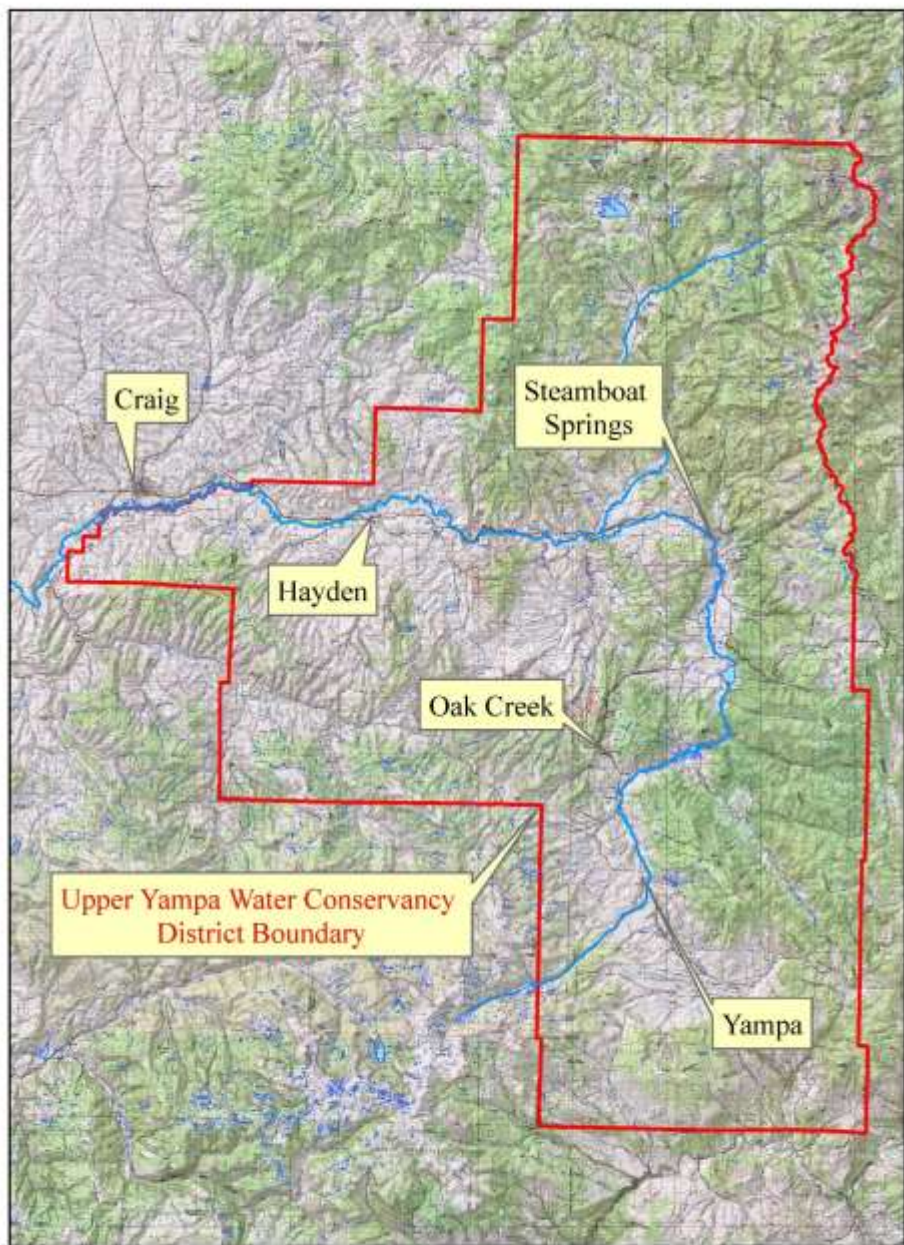 Craig
Steamboat
Springs
Hayden
Oak Creek
Upper Yampa Water Conservancy
District Boundary
Yampa